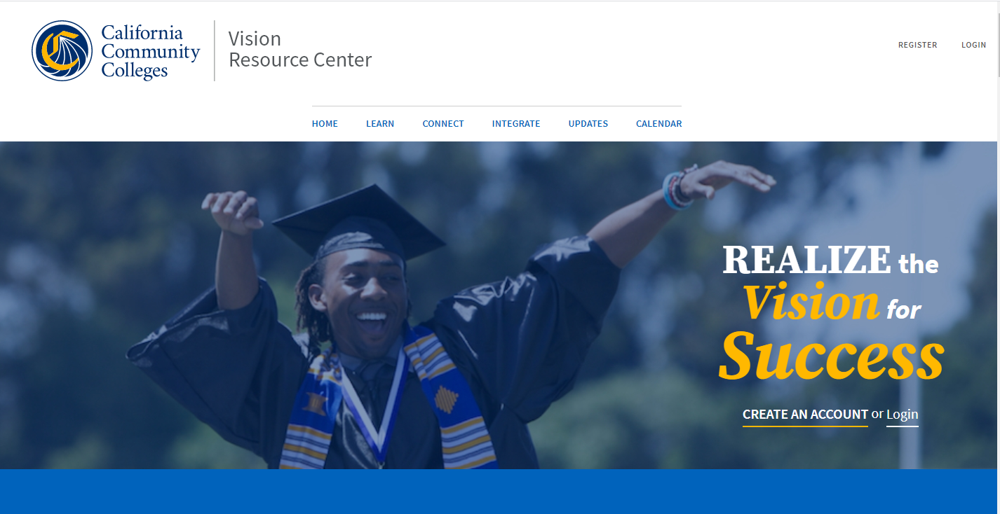 California
Community
Colleges
Vision
Resource Center
REGISTER LOGIN
HOME LEARN CONNECT INTEGRATE UPDATES CALENDAR
REALIZE the
Vision for
Success
CREATE AN ACCOUNT or Login